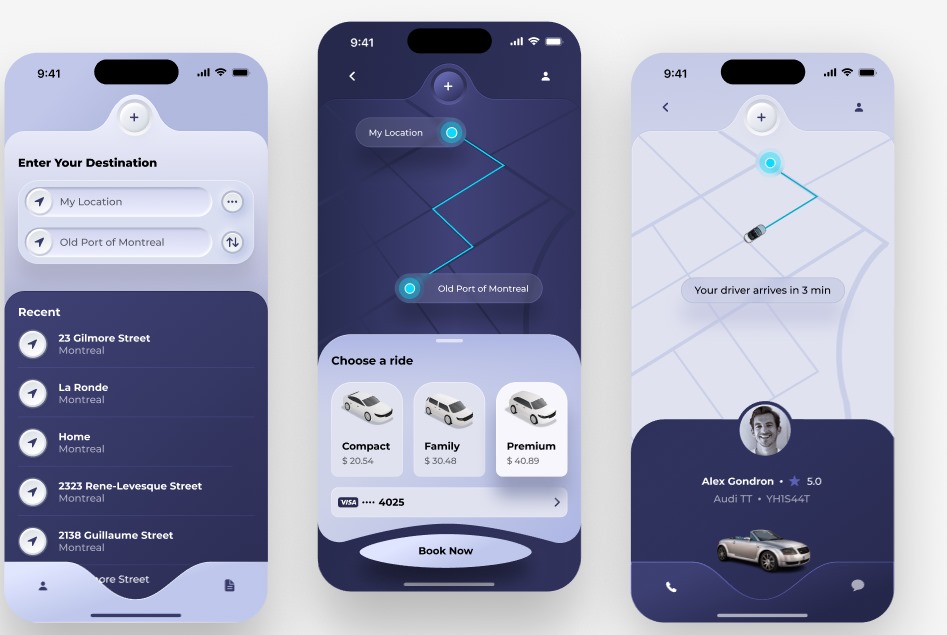 9:41
Enter Your Destination
My Location
Old Port of Montreal
Recent
23 Gilmore Street
Montreal
La Ronde
Montreal
Home
Montreal
2323 Rene-Levesque Street
Montreal
2138 Guillaume Street
Montreal
Street
9:41
My Location
Old Port of Montreal
Choose a ride
Compact
$ 20.54
Family
$ 30.48
Premium
$ 40.89
VISA •••• 4025
Book Now
9:41
Your driver arrives in 3 min
Alex Gondron • ★ 5.0
Audi TT • YH1S44T